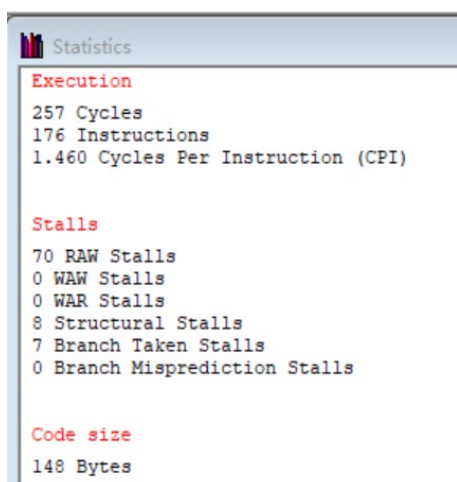 Statistics
Execution
257 Cycles
176 Instructions
1.460 Cycles Per Instruction (CPI)
Stalls
70 RAW Stalls
0 WAW Stalls
0 WAR Stalls
8 Structural Stalls
7 Branch Taken Stalls
0 Branch Misprediction Stalls
Code size
148 Bytes